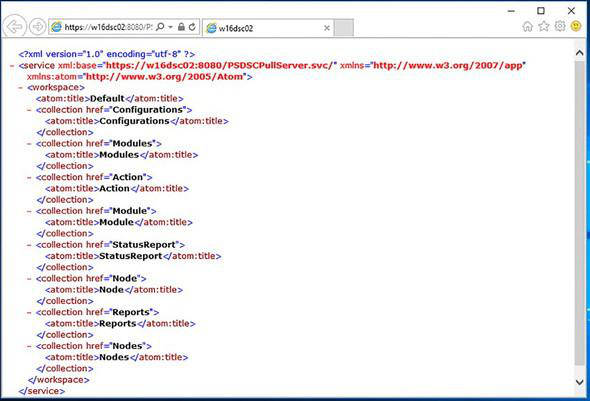 https://w16dsc02:8080/PS
w16dsc02
<?xml version="1.0" encoding="utf-8" ?>
- <service xml:base="https://w16dsc02:8080/PSDSCPullServer.svc/" xmlns="http://www.w3.org/2007/app"
xmlns:atom="http://www.w3.org/2005/Atom">
- <workspace>
<atom:title>Default</atom:title>
- <collection href="Configurations">
<atom:title>Configurations</atom:title>
</collection>
- <collection href="Modules">
<atom:title>Modules</atom:title>
</collection>
- <collection href="Action">
<atom:title>Action</atom:title>
</collection>
- <collection href="Module">
<atom:title>Module</atom:title>
</collection>
- <collection href="StatusReport">
<atom:title>StatusReport</atom:title>
</collection>
- <collection href="Node">
<atom:title>Node</atom:title>
</collection>
- <collection href="Reports">
<atom:title>Reports</atom:title>
</collection>
- <collection href="Nodes">
<atom:title>Nodes</atom:title>
</collection>
</workspace>
</service>